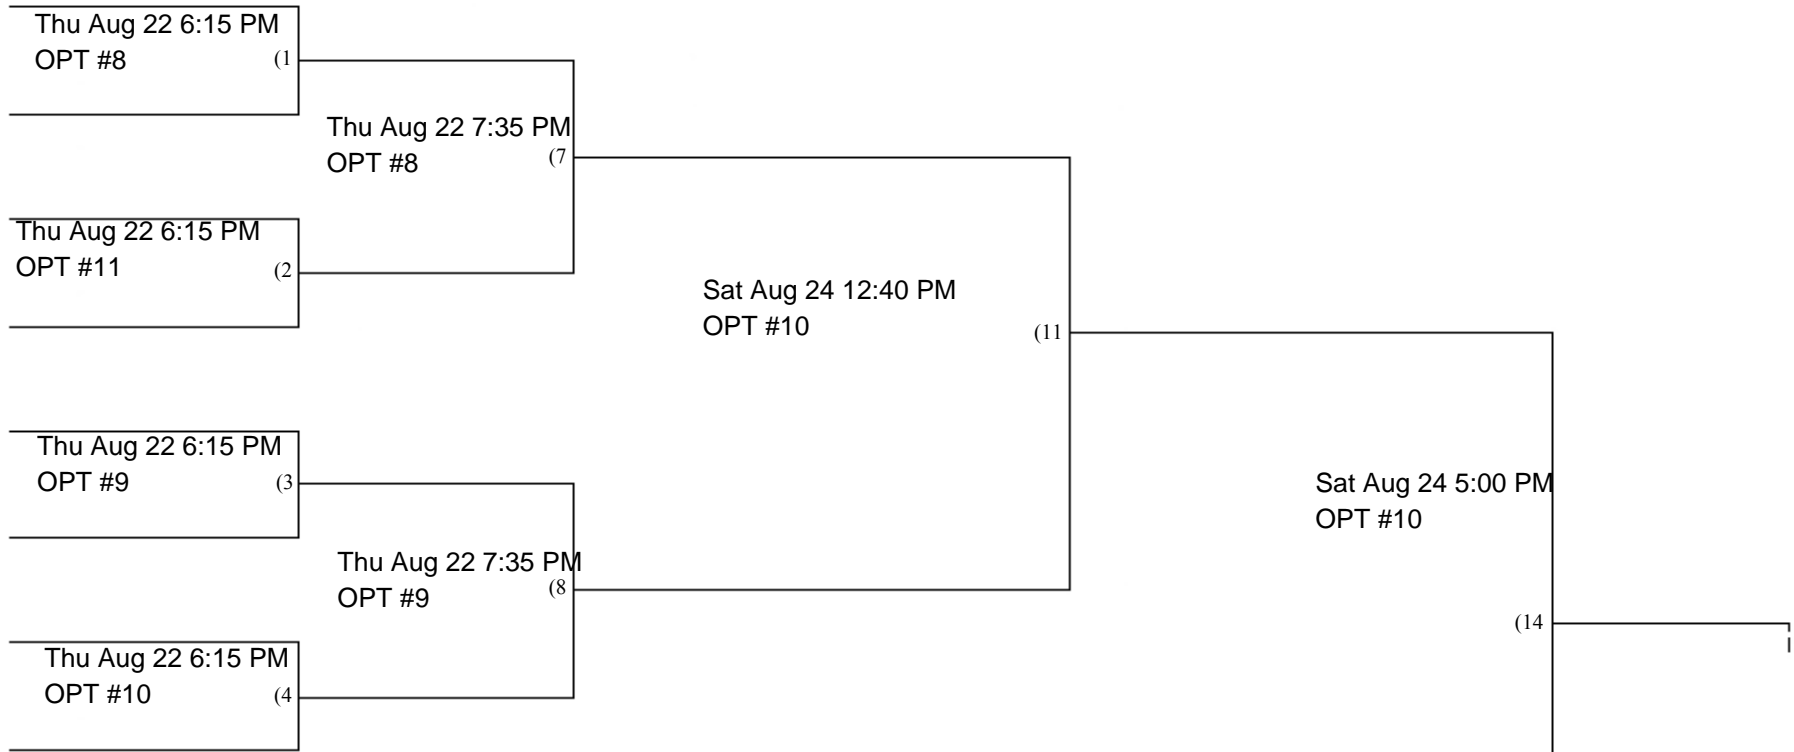 Thu Aug 22 6:15 PM
OPT #8
(1
Thu Aug 22 7:35 PM
OPT #8
(7
Thu Aug 22 6:15 PM
OPT #11
(2
Sat Aug 24 12:40 PM
OPT #10
(11
Thu Aug 22 6:15 PM
OPT #9
(3
Sat Aug 24 5:00 PM
OPT #10
Thu Aug 22 7:35 PM
OPT #9
(8
(14
Thu Aug 22 6:15 PM
OPT #10
(4